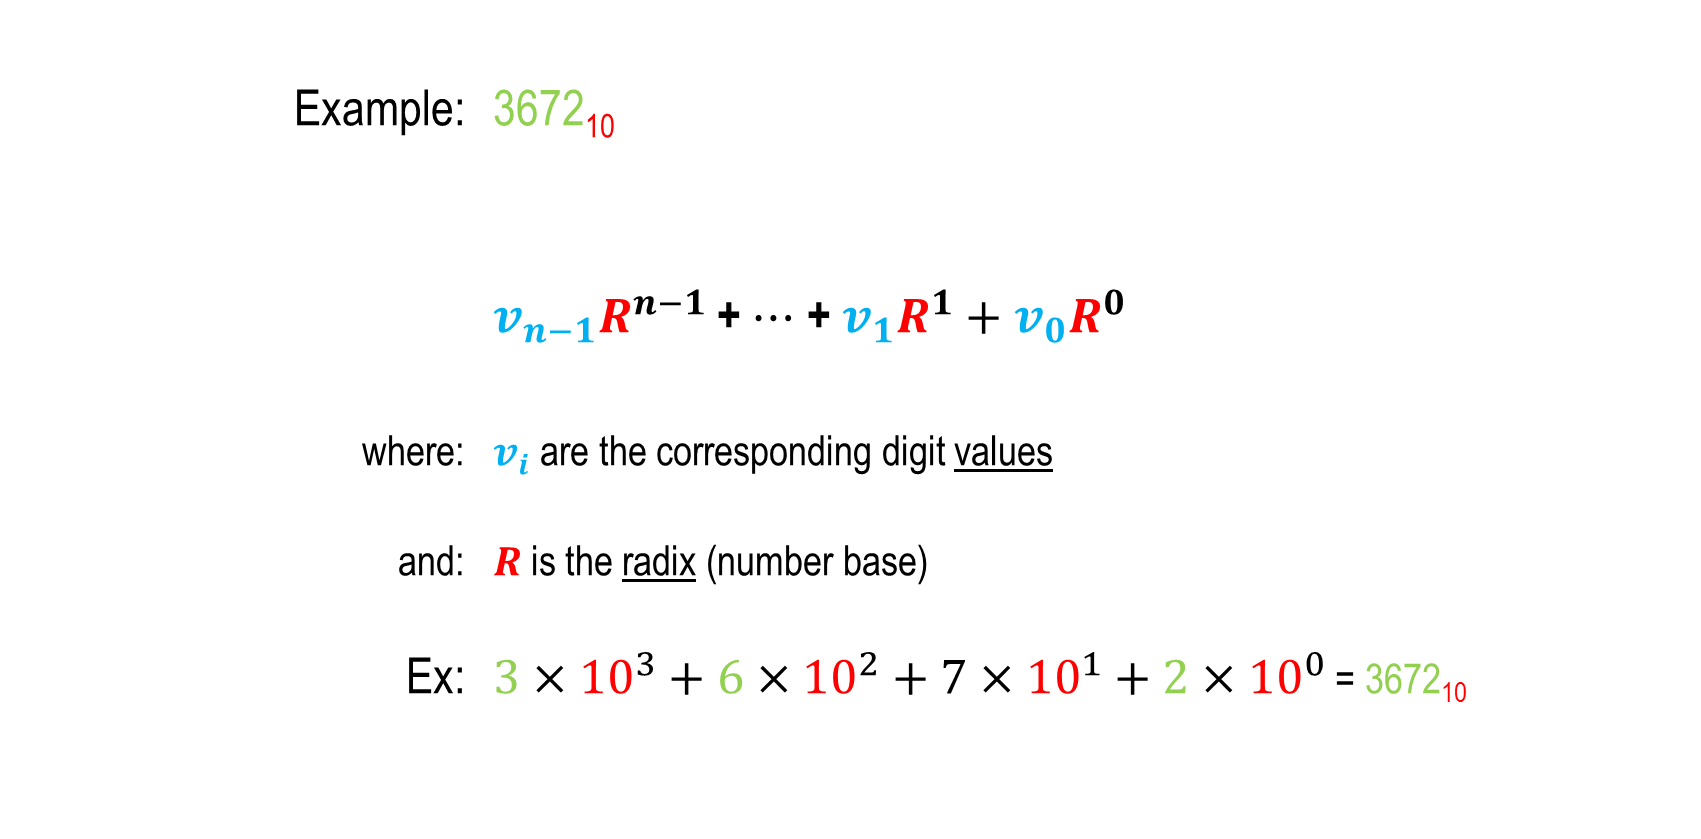 Example: 3672₁₀
vₙ₋₁Rⁿ⁻¹ + ⋯ + v₁R¹ + v₀R⁰
where: vᵢ are the corresponding digit values
and: R is the radix (number base)
Ex: 3 × 10³ + 6 × 10² + 7 × 10¹ + 2 × 10⁰ = 3672₁₀